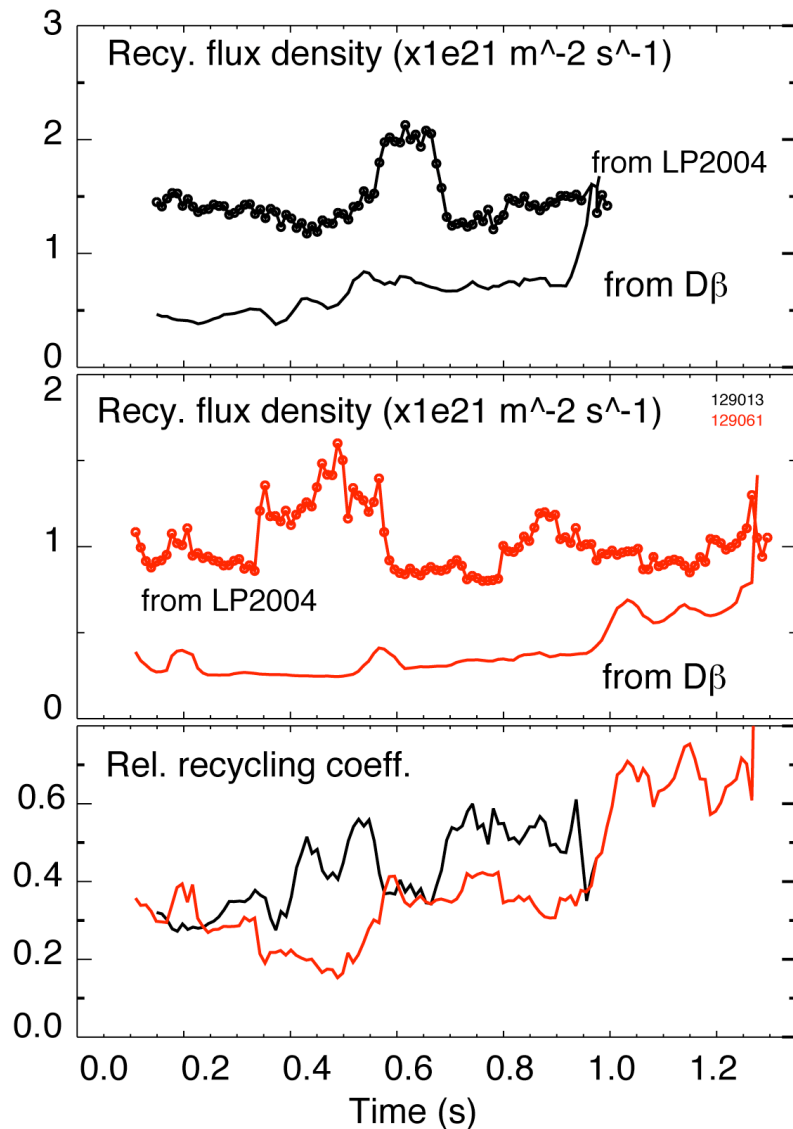 3
Recy. flux density (x1e21 m^-2 s^-1)
2
from LP2004
1
from Dβ
0
2
Recy. flux density (x1e21 m^-2 s^-1)
129013
129061
1
from LP2004
from Dβ
0
Rel. recycling coeff.
0.6
0.4
0.2
0.0
0.0 0.2 0.4 0.6 0.8 1.0 1.2
Time (s)